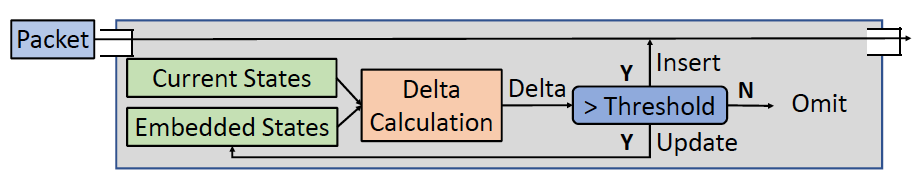 Packet
Current States
Embedded States
Delta
Calculation
Delta
> Threshold
Y
Insert
N
Omit
Y
Update